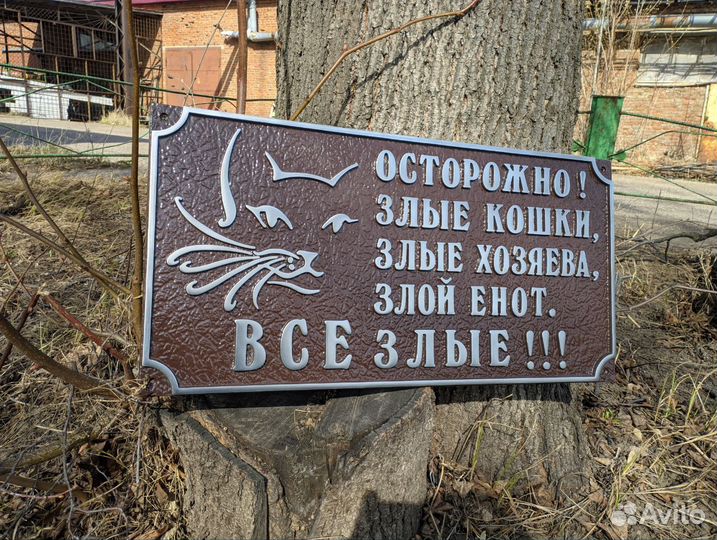 ОСТОРОЖНО!
ЗЛЫЕ КОШКИ,
ЗЛЫЕ ХОЗЯЕВА,
ЗЛОЙ ЕНОТ.
ВСЕ ЗЛЫЕ!!!
Avito